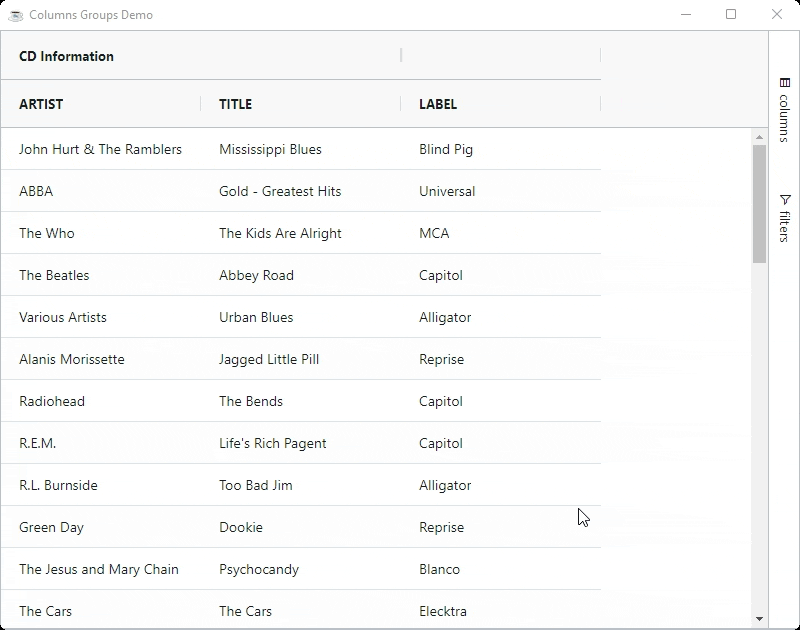 Columns Groups Demo
CD Information
ARTIST TITLE LABEL
John Hurt & The Ramblers Mississippi Blues Blind Pig
ABBA Gold - Greatest Hits Universal
The Who The Kids Are Alright MCA
The Beatles Abbey Road Capitol
Various Artists Urban Blues Alligator
Alanis Morissette Jagged Little Pill Reprise
Radiohead The Bends Capitol
R.E.M. Life's Rich Pagent Capitol
R.L. Burnside Too Bad Jim Alligator
Green Day Dookie Reprise
The Jesus and Mary Chain Psychocandy Blanco
The Cars The Cars Elecktra
columns
filters